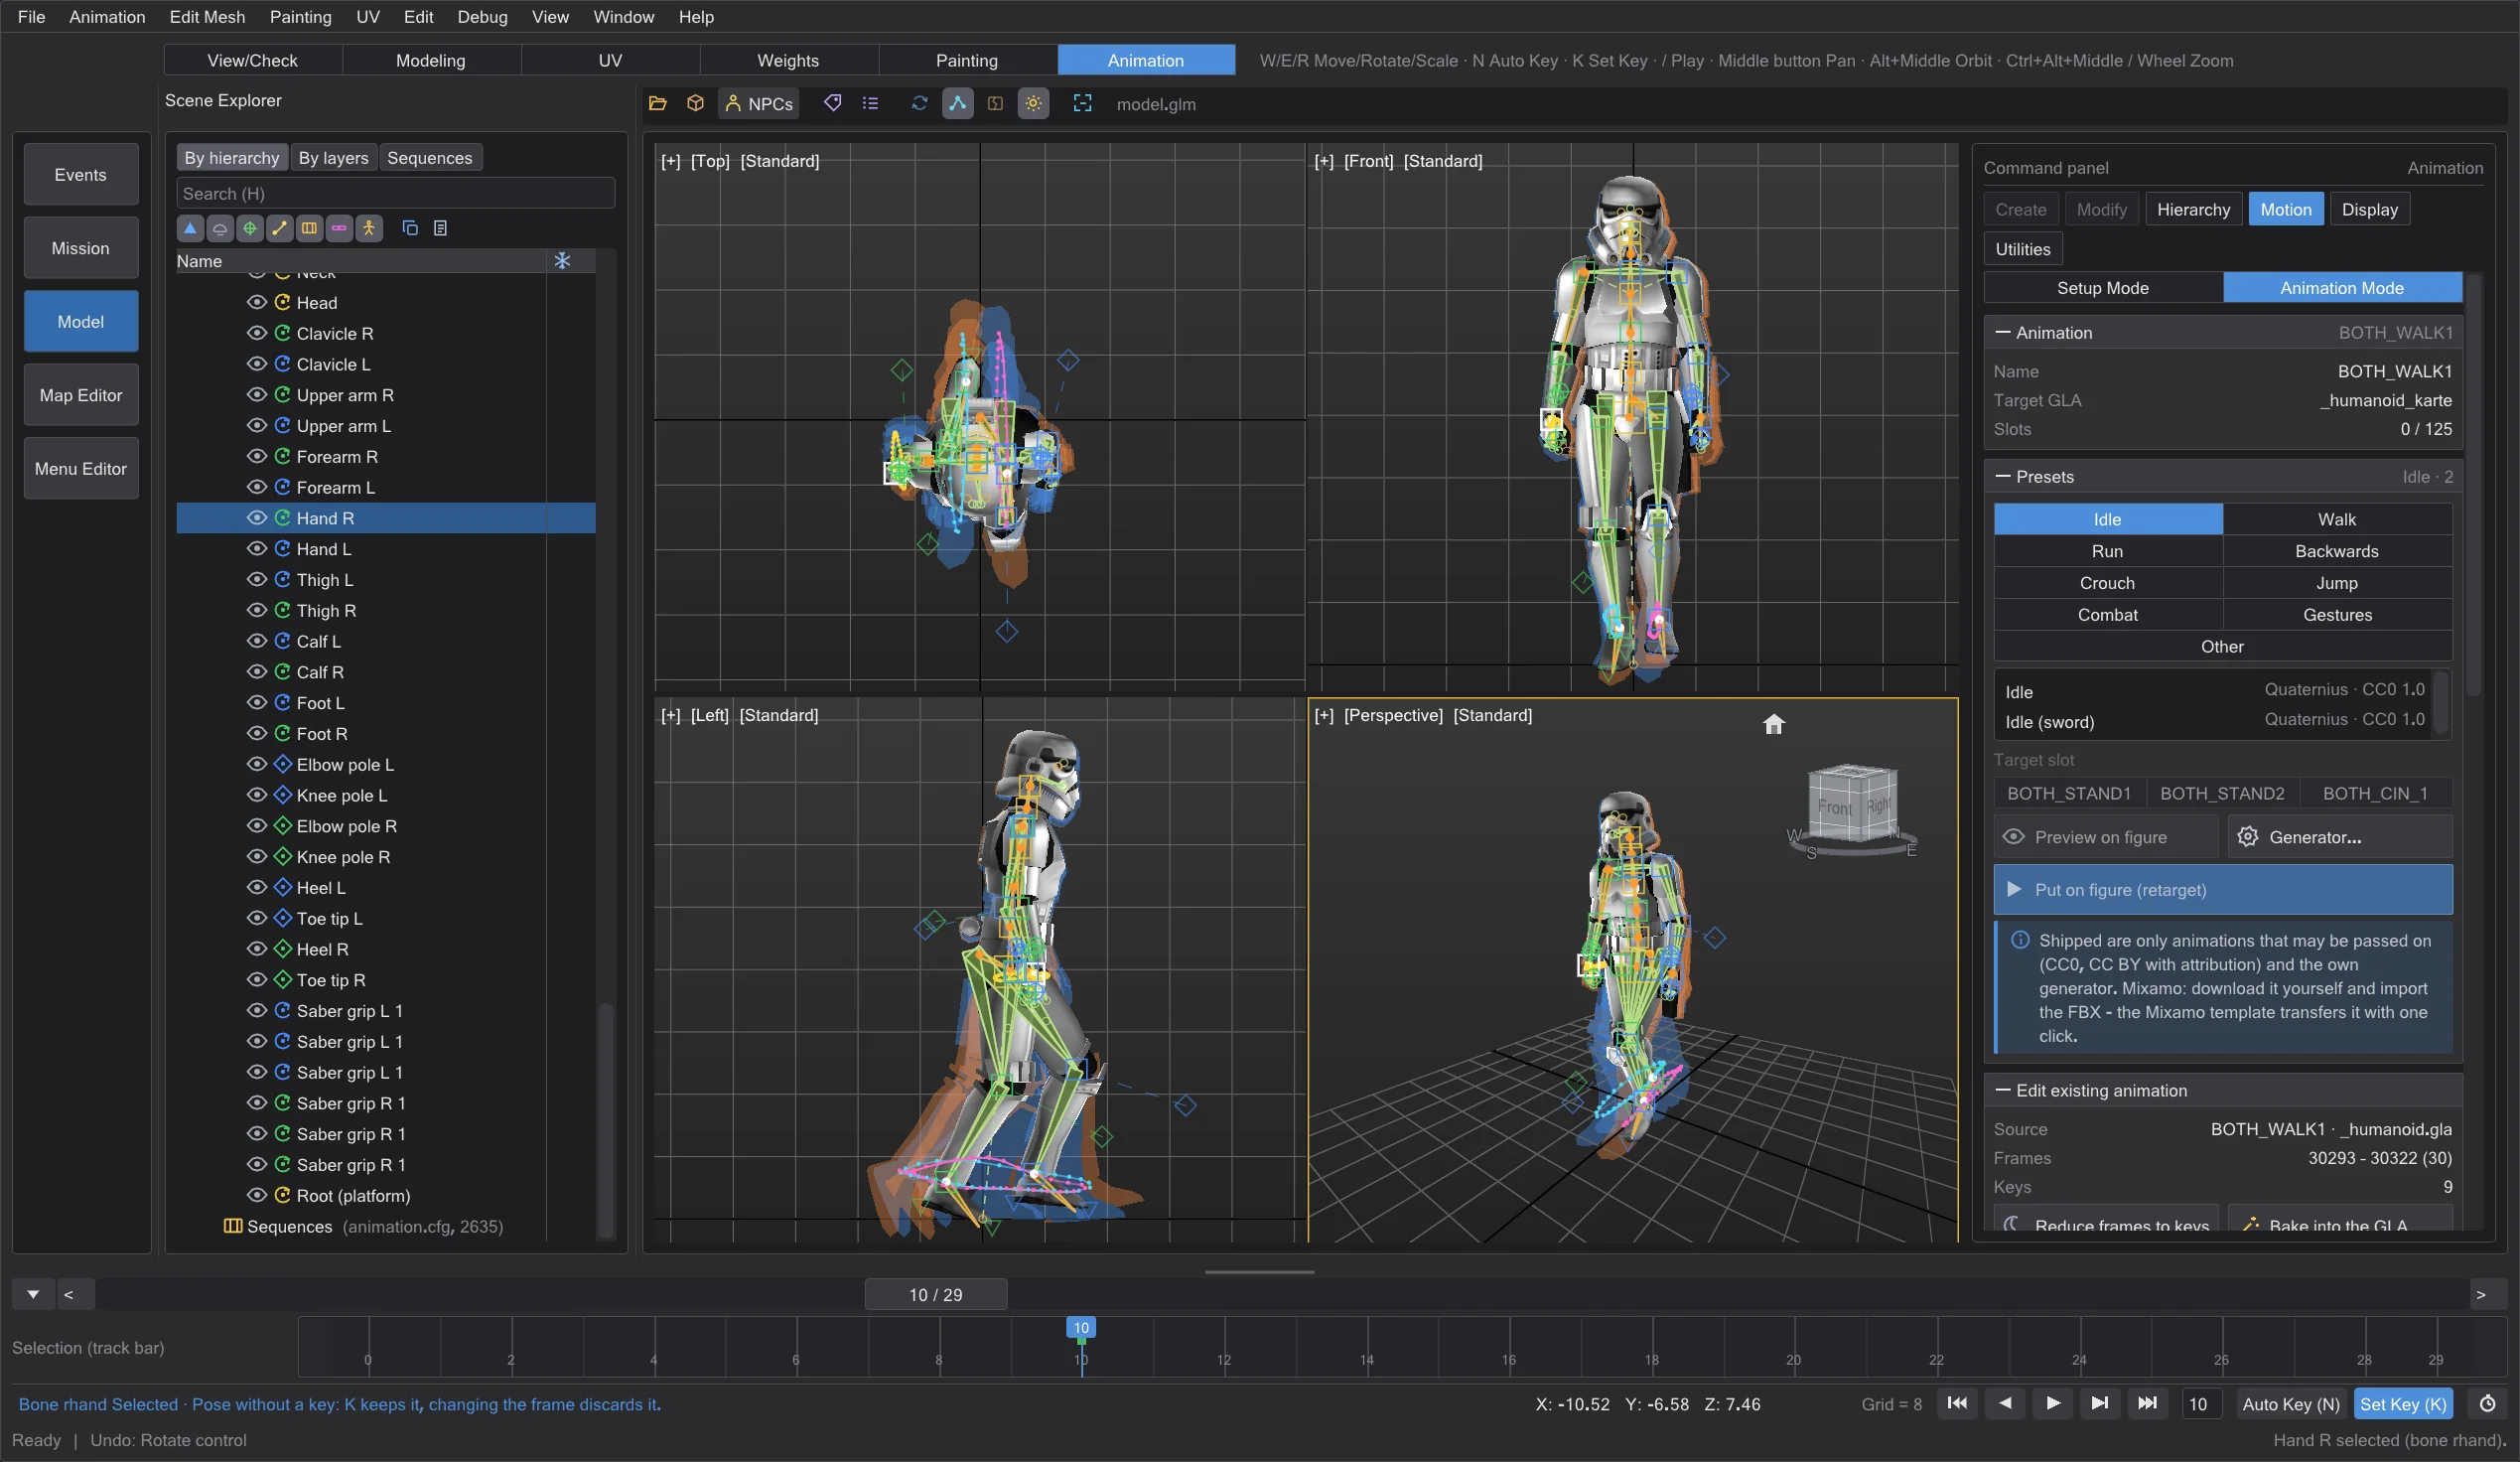 File Animation Edit Mesh Painting UV Edit Debug View Window Help
View/Check Modeling UV Weights Painting Animation W/E/R Move/Rotate/Scale · N Auto Key · K Set Key · / Play · Middle button Pan · Alt+Middle Orbit · Ctrl+Alt+Middle / Wheel Zoom
Scene Explorer
NPCs model.glm
Events
Mission
Model
Map Editor
Menu Editor
By hierarchy By layers Sequences
Search (H)
Name
Neck
Head
Clavicle R
Clavicle L
Upper arm R
Upper arm L
Forearm R
Forearm L
Hand R
Hand L
Thigh L
Thigh R
Calf L
Calf R
Foot L
Foot R
Elbow pole L
Knee pole L
Elbow pole R
Knee pole R
Heel L
Toe tip L
Heel R
Toe tip R
Saber grip L 1
Saber grip L 1
Saber grip L 1
Saber grip R 1
Saber grip R 1
Saber grip R 1
Root (platform)
Sequences (animation.cfg, 2635)
[+] [Top] [Standard]
[+] [Front] [Standard]
[+] [Left] [Standard]
[+] [Perspective] [Standard]
Front Right
W S N E
Command panel Animation
Create Modify Hierarchy Motion Display
Utilities
Setup Mode Animation Mode
Animation BOTH_WALK1
Name BOTH_WALK1
Target GLA _humanoid_karte
Slots 0 / 125
Presets Idle · 2
Idle Walk
Run Backwards
Crouch Jump
Combat Gestures
Other
Idle Quaternius · CC0 1.0
Idle (sword) Quaternius · CC0 1.0
Target slot
BOTH_STAND1 BOTH_STAND2 BOTH_CIN_1
Preview on figure Generator...
Put on figure (retarget)
Shipped are only animations that may be passed on
(CC0, CC BY with attribution) and the own
generator. Mixamo: download it yourself and import
the FBX - the Mixamo template transfers it with one
click.
Edit existing animation
Source BOTH_WALK1 · _humanoid.gla
Frames 30293 - 30322 (30)
Keys 9
Reduce frames to keys Bake into the GLA
< 10 / 29 >
Selection (track bar)
10
0 2 4 6 8 10 12 14 16 18 20 22 24 26 28 29
Bone rhand Selected · Pose without a key: K keeps it, changing the frame discards it. X: -10.52 Y: -6.58 Z: 7.46 Grid = 8 10 Auto Key (N) Set Key (K)
Ready | Undo: Rotate control Hand R selected (bone rhand).